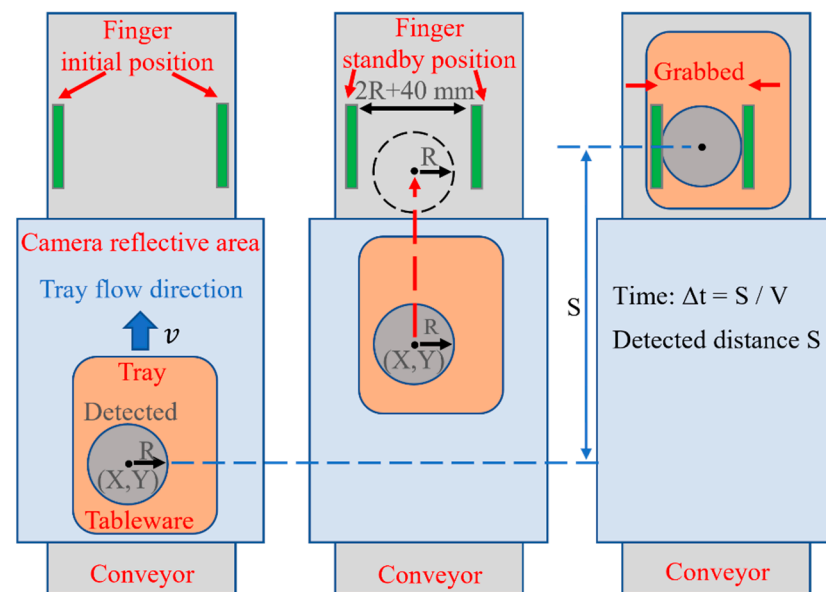 Finger
initial position
Camera reflective area
Tray flow direction
v
Tray
Detected
R
(X,Y)
Tableware
Conveyor
Finger
standby position
2R+40 mm
R
R
(X,Y)
Conveyor
Grabbed
S
Time: Δt = S / V
Detected distance S
Conveyor